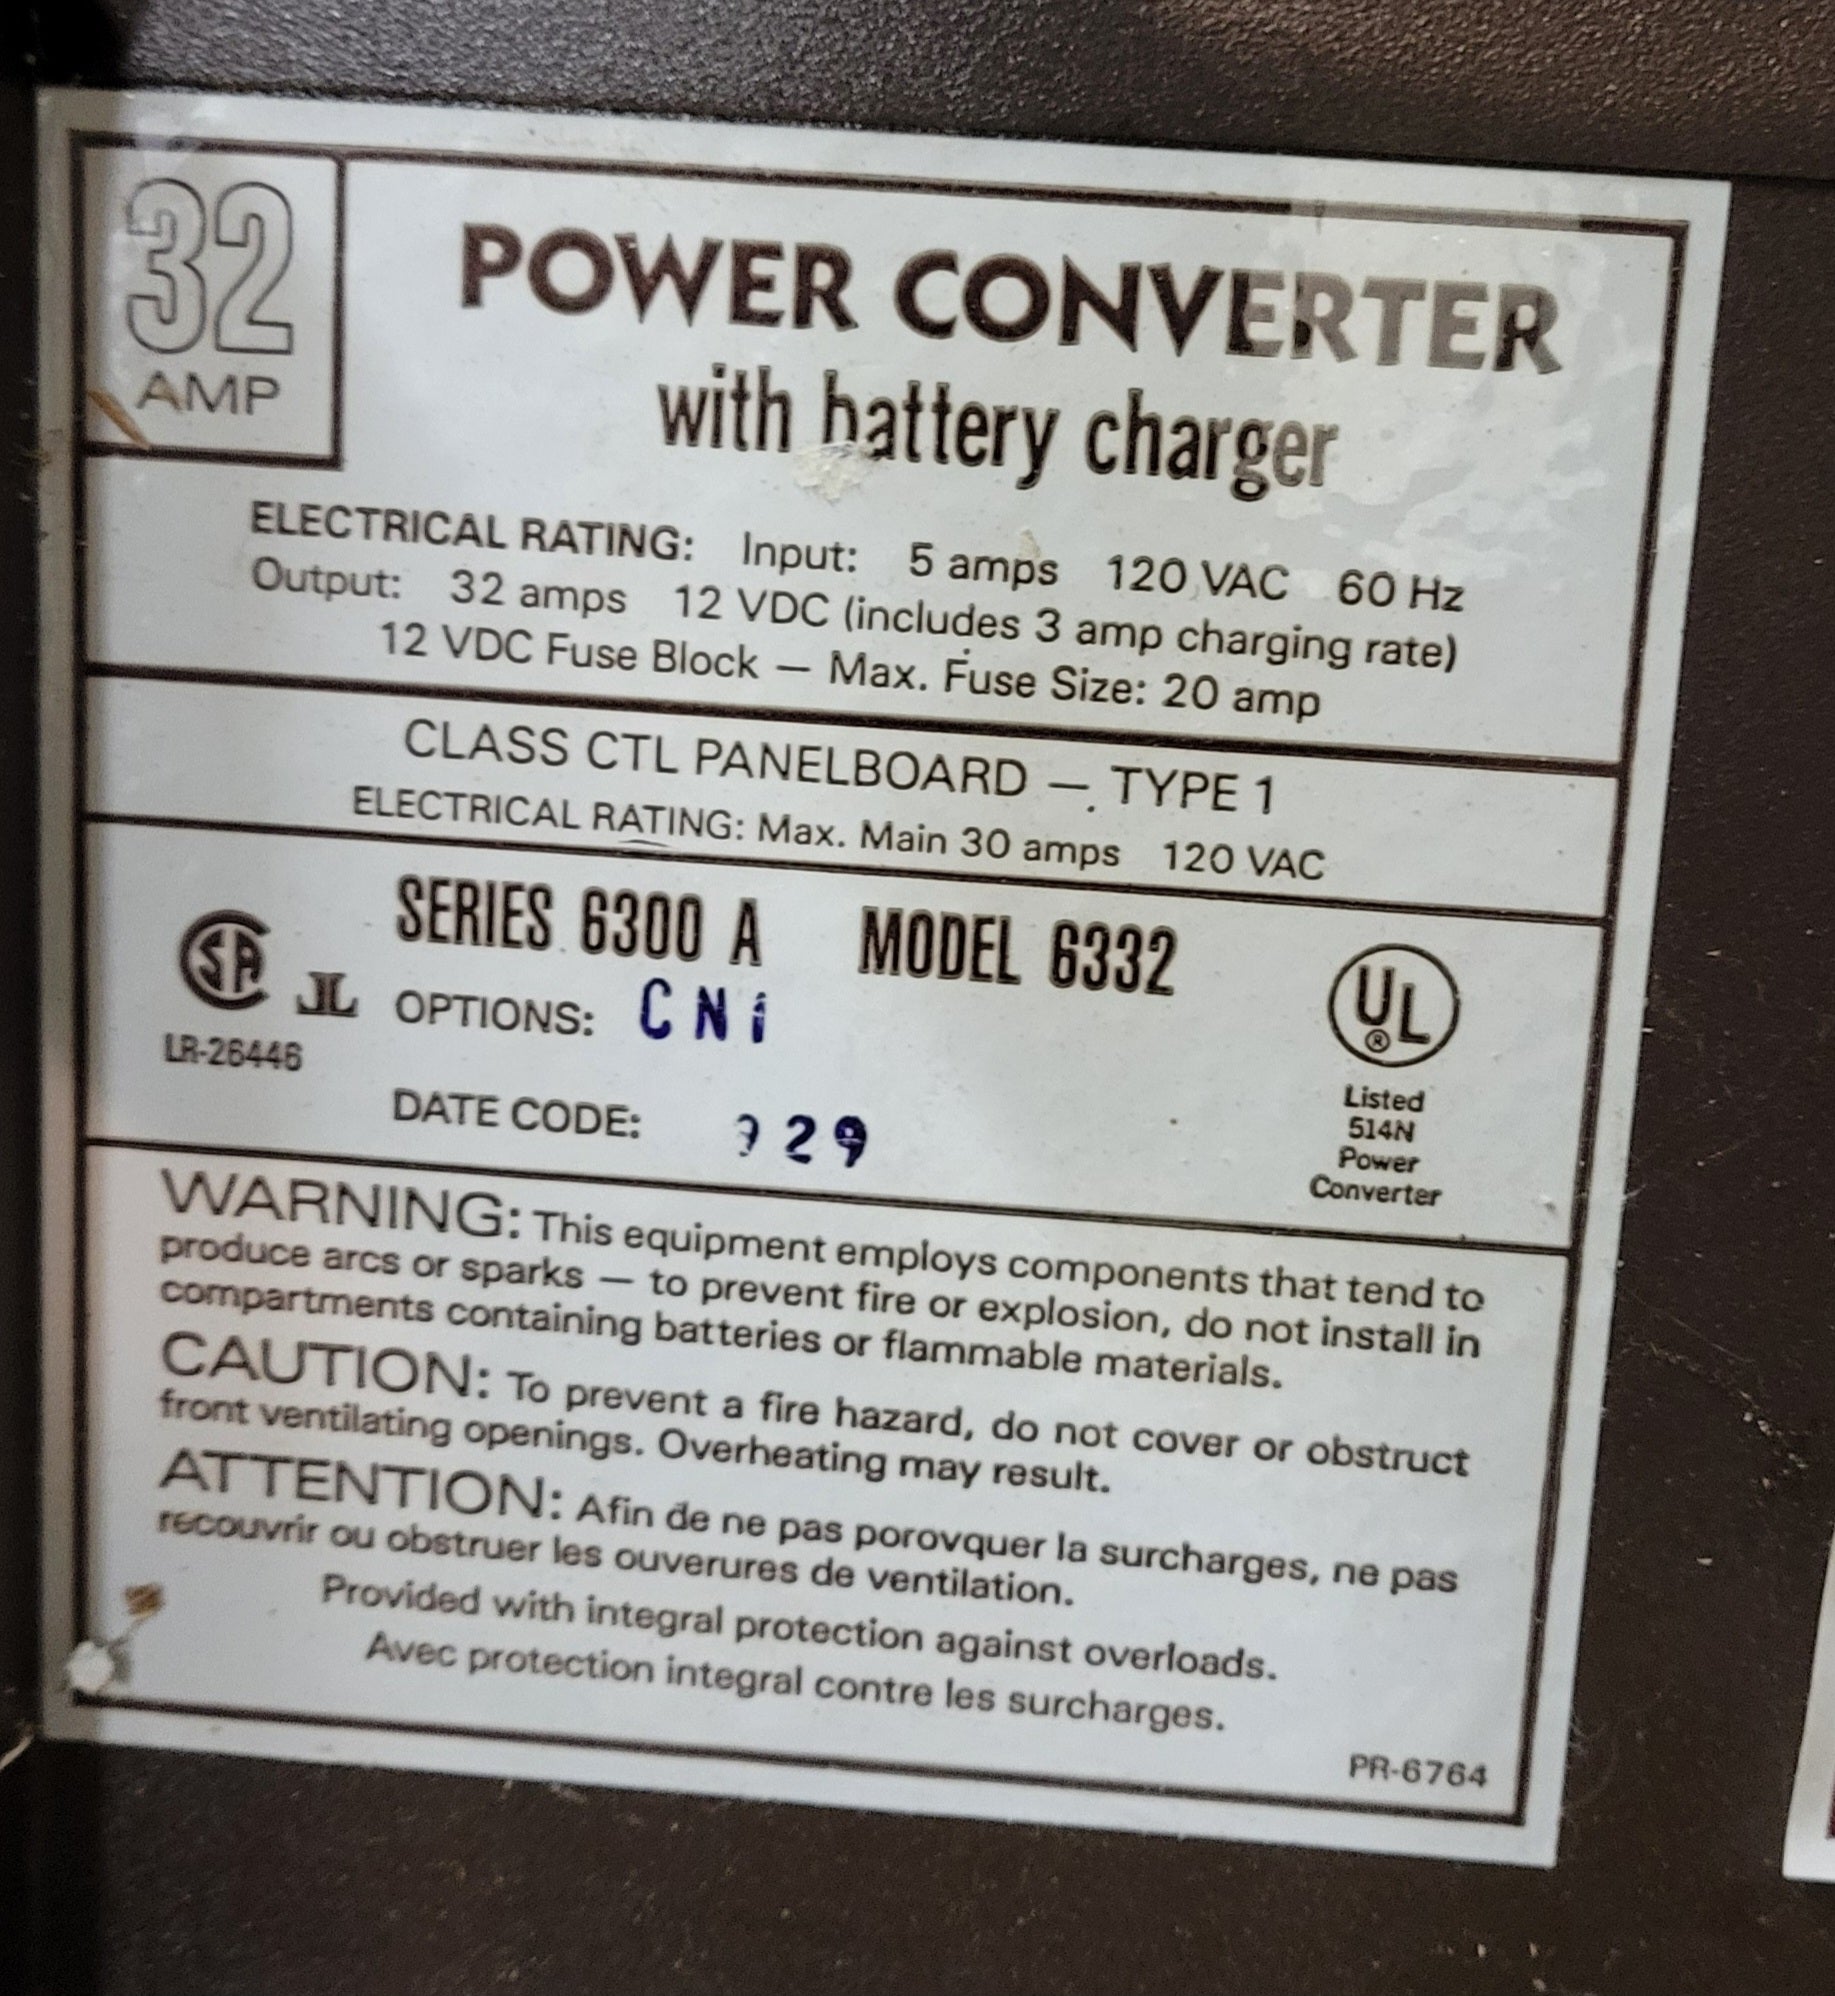 32
AMP
POWER CONVERTER
with battery charger
ELECTRICAL RATING: Input: 5 amps 120 VAC 60 Hz
Output: 32 amps 12 VDC (includes 3 amp charging rate)
12 VDC Fuse Block — Max. Fuse Size: 20 amp
CLASS CTL PANELBOARD — TYPE 1
ELECTRICAL RATING: Max. Main 30 amps 120 VAC
SERIES 6300 A MODEL 6332
SA
JL OPTIONS: CN1
LR-26446
DATE CODE: 929
UL
®
Listed
514N
Power
Converter
WARNING: This equipment employs components that tend to
produce arcs or sparks — to prevent fire or explosion, do not install in
compartments containing batteries or flammable materials.
CAUTION: To prevent a fire hazard, do not cover or obstruct
front ventilating openings. Overheating may result.
ATTENTION: Afin de ne pas porovquer la surcharges, ne pas
recouvrir ou obstruer les ouverures de ventilation.
Provided with integral protection against overloads.
Avec protection integral contre les surcharges.
PR-6764